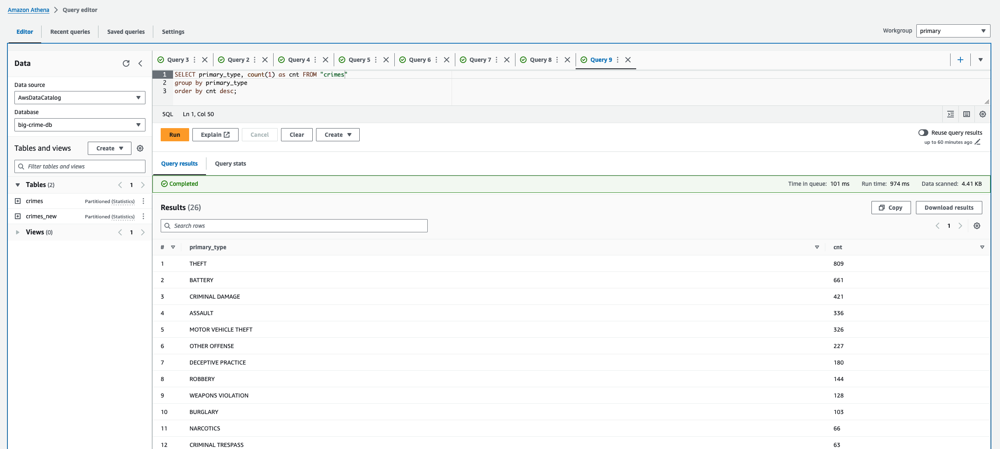 Amazon Athena > Query editor
Editor Recent queries Saved queries Settings
Workgroup primary
Data
Data source
AwsDataCatalog
Database
big-crime-db
Tables and views Create
Filter tables and views
Tables (2) 1
crimes Partitioned (Statistics)
crimes_new Partitioned (Statistics)
Views (0) 1
Query 3 Query 2 Query 4 Query 5 Query 6 Query 7 Query 8 Query 9
1 SELECT primary_type, count(1) as cnt FROM "crimes"
2 group by primary_type
3 order by cnt desc;
SQL Ln 1, Col 50
Run Explain Cancel Clear Create
Reuse query results
up to 60 minutes ago
Query results Query stats
Completed Time in queue: 101 ms Run time: 974 ms Data scanned: 4.41 KB
Results (26) Copy Download results
Search rows 1
# primary_type cnt
1 THEFT 809
2 BATTERY 661
3 CRIMINAL DAMAGE 421
4 ASSAULT 336
5 MOTOR VEHICLE THEFT 326
6 OTHER OFFENSE 227
7 DECEPTIVE PRACTICE 180
8 ROBBERY 144
9 WEAPONS VIOLATION 128
10 BURGLARY 103
11 NARCOTICS 66
12 CRIMINAL TRESPASS 63